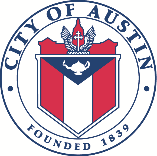 CITY OF AUSTIN
FOUNDED 1839